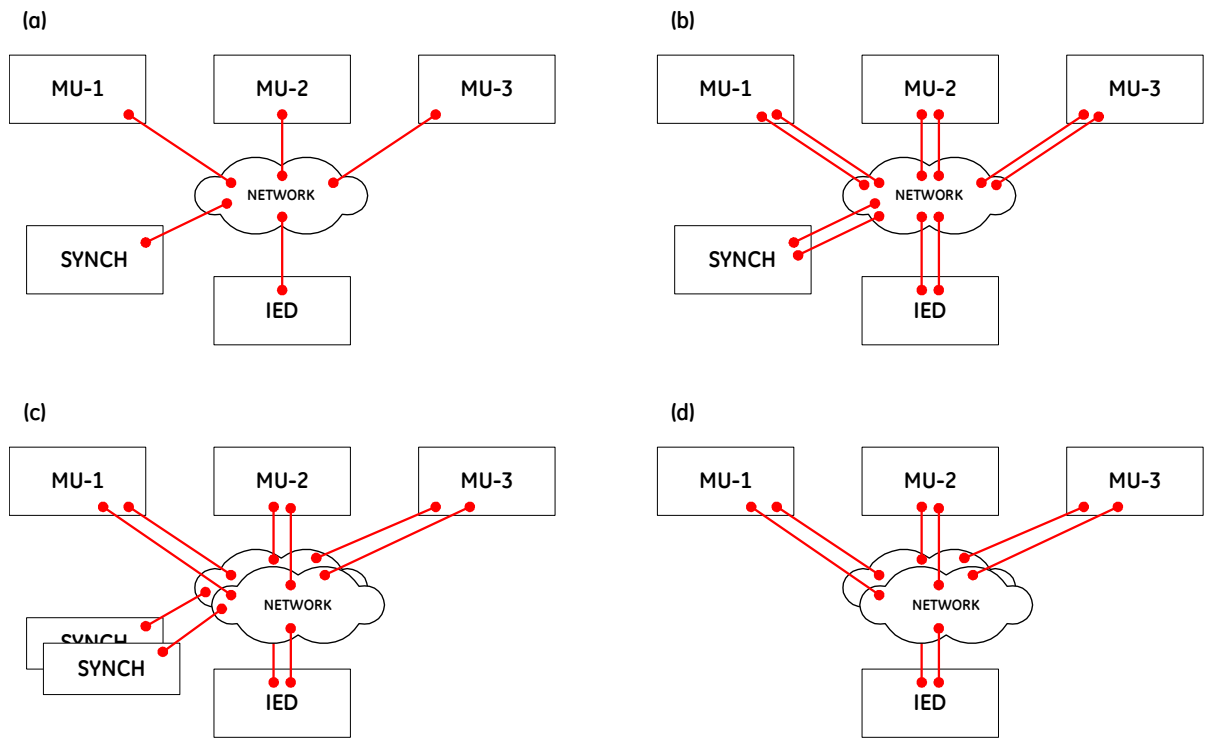 (a)
(b)
MU-1
MU-2
MU-3
MU-1
MU-2
MU-3
NETWORK
NETWORK
SYNCH
SYNCH
IED
IED
(c)
(d)
MU-1
MU-2
MU-3
MU-1
MU-2
MU-3
NETWORK
NETWORK
SYNCH
SYNCH
IED
IED